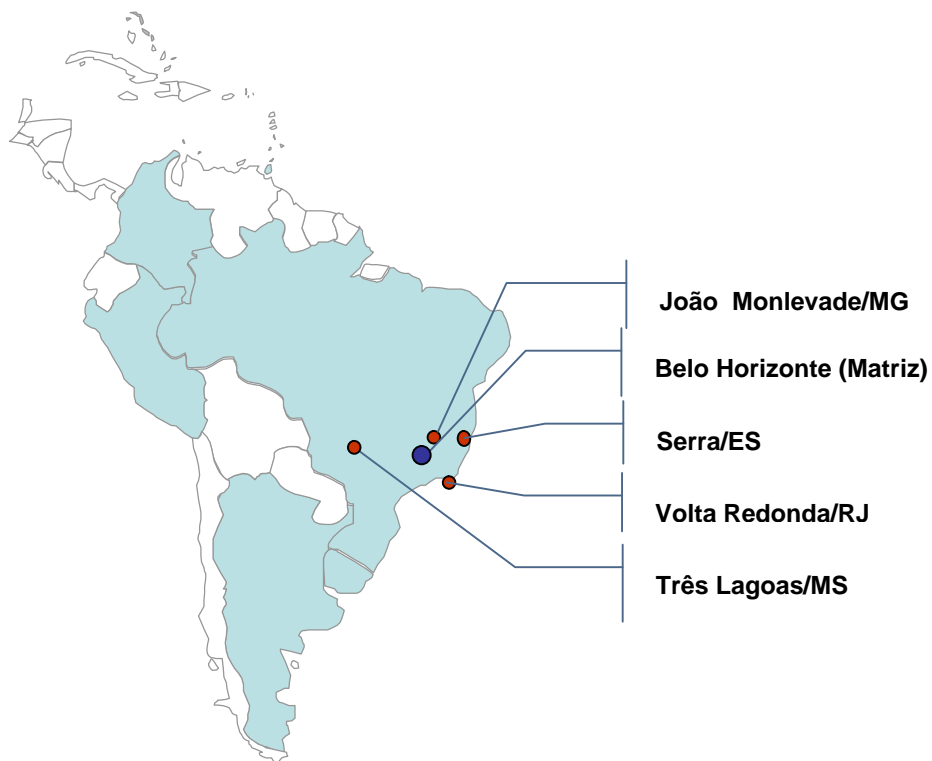 João  Monlevade/MG
Belo Horizonte (Matriz)
Serra/ES
Volta Redonda/RJ
Três Lagoas/MS